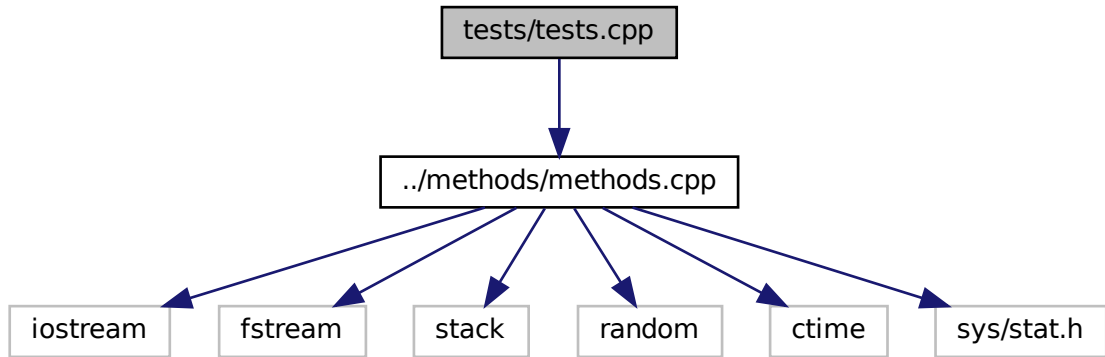 tests/tests.cpp
../methods/methods.cpp
iostream
fstream
stack
random
ctime
sys/stat.h